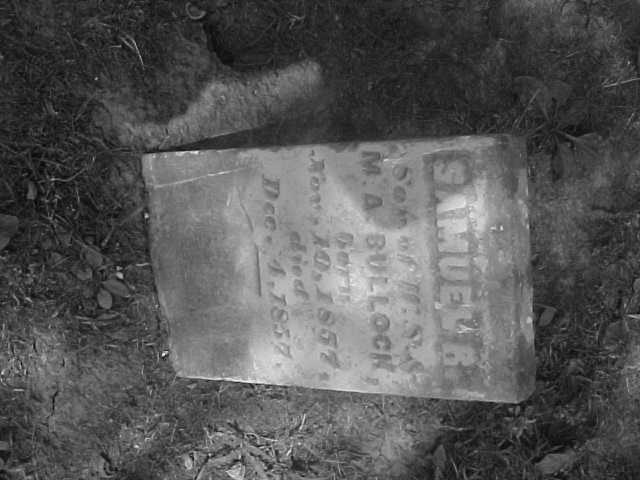 SAMUEL R
Son of
M. A. BULLOCK,
Born
Nov. 10, 1857,
died
Dec. 4, 1857.